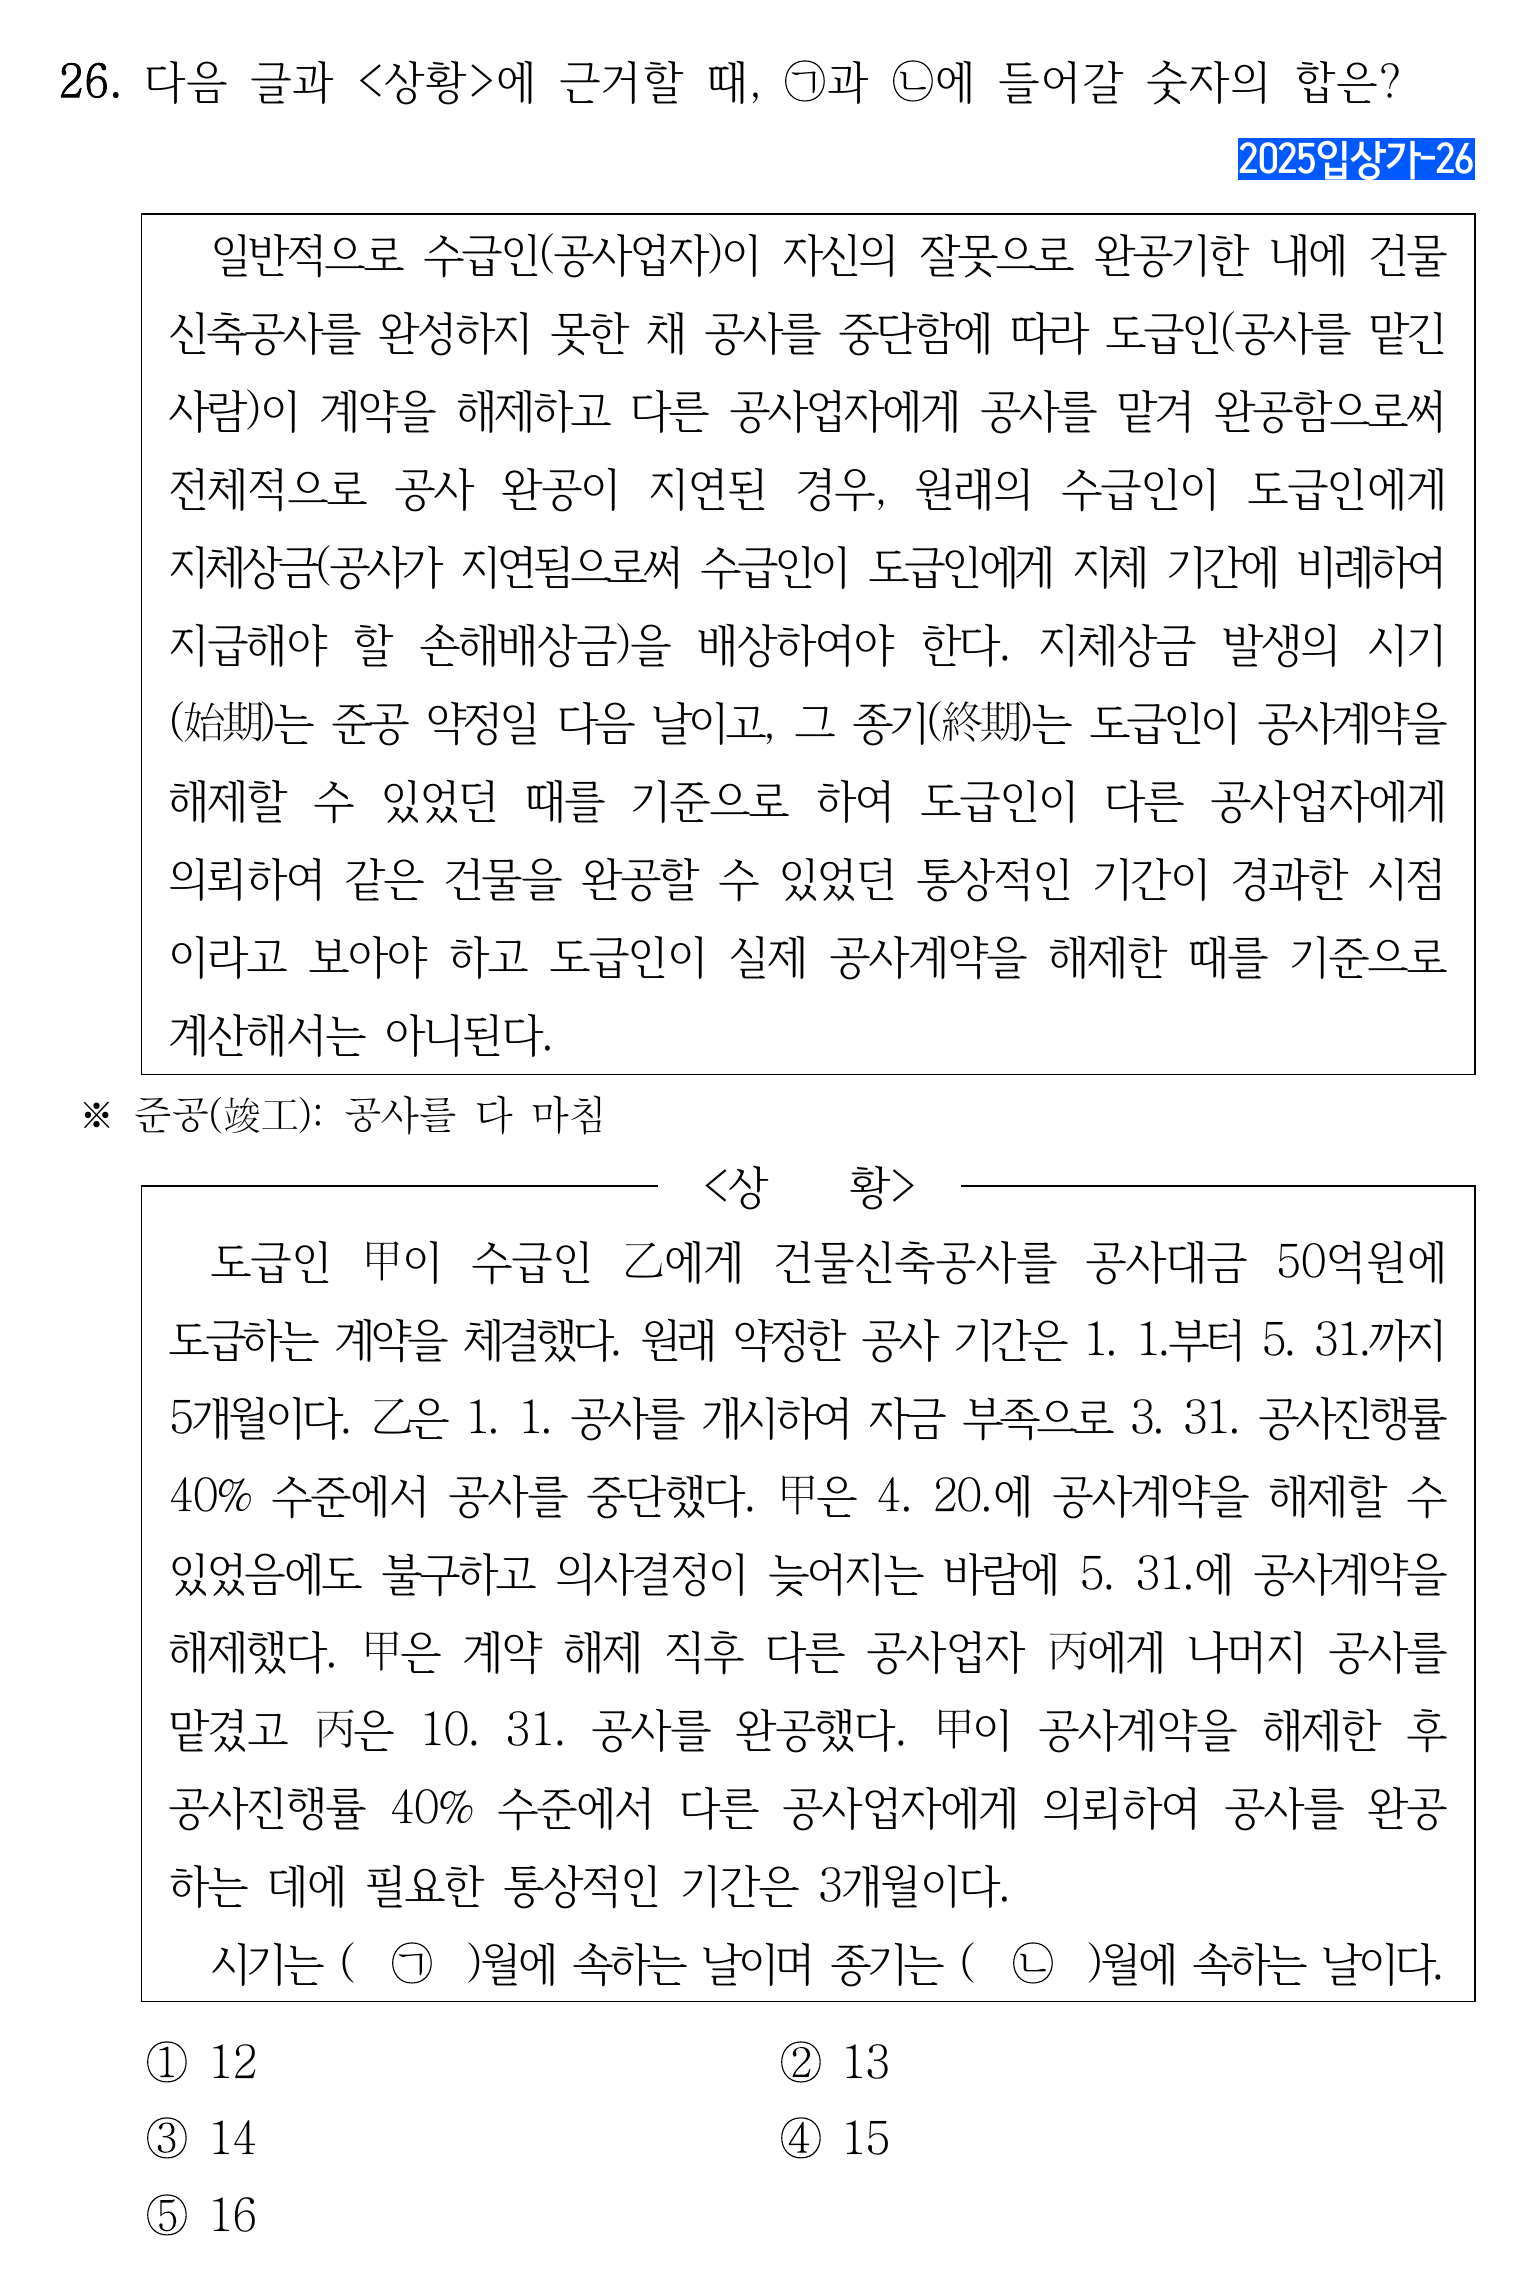 26. 다음 글과 <상황>에 근거할 때, ㉠과 ㉡에 들어갈 숫자의 합은?
2025입상가-26
일반적으로 수급인(공사업자)이 자신의 잘못으로 완공기한 내에 건물
신축공사를 완성하지 못한 채 공사를 중단함에 따라 도급인(공사를 맡긴
사람)이 계약을 해제하고 다른 공사업자에게 공사를 맡겨 완공함으로써
전체적으로 공사 완공이 지연된 경우, 원래의 수급인이 도급인에게
지체상금(공사가 지연됨으로써 수급인이 도급인에게 지체 기간에 비례하여
지급해야 할 손해배상금)을 배상하여야 한다. 지체상금 발생의 시기
(始期)는 준공 약정일 다음 날이고, 그 종기(終期)는 도급인이 공사계약을
해제할 수 있었던 때를 기준으로 하여 도급인이 다른 공사업자에게
의뢰하여 같은 건물을 완공할 수 있었던 통상적인 기간이 경과한 시점
이라고 보아야 하고 도급인이 실제 공사계약을 해제한 때를 기준으로
계산해서는 아니된다.
※ 준공(竣工): 공사를 다 마침
<상 황>
도급인 甲이 수급인 乙에게 건물신축공사를 공사대금 50억원에
도급하는 계약을 체결했다. 원래 약정한 공사 기간은 1. 1.부터 5. 31.까지
5개월이다. 乙은 1. 1. 공사를 개시하여 자금 부족으로 3. 31. 공사진행률
40% 수준에서 공사를 중단했다. 甲은 4. 20.에 공사계약을 해제할 수
있었음에도 불구하고 의사결정이 늦어지는 바람에 5. 31.에 공사계약을
해제했다. 甲은 계약 해제 직후 다른 공사업자 丙에게 나머지 공사를
맡겼고 丙은 10. 31. 공사를 완공했다. 甲이 공사계약을 해제한 후
공사진행률 40% 수준에서 다른 공사업자에게 의뢰하여 공사를 완공
하는 데에 필요한 통상적인 기간은 3개월이다.
시기는 ( ㉠ )월에 속하는 날이며 종기는 ( ㉡ )월에 속하는 날이다.
① 12 ② 13
③ 14 ④ 15
⑤ 16